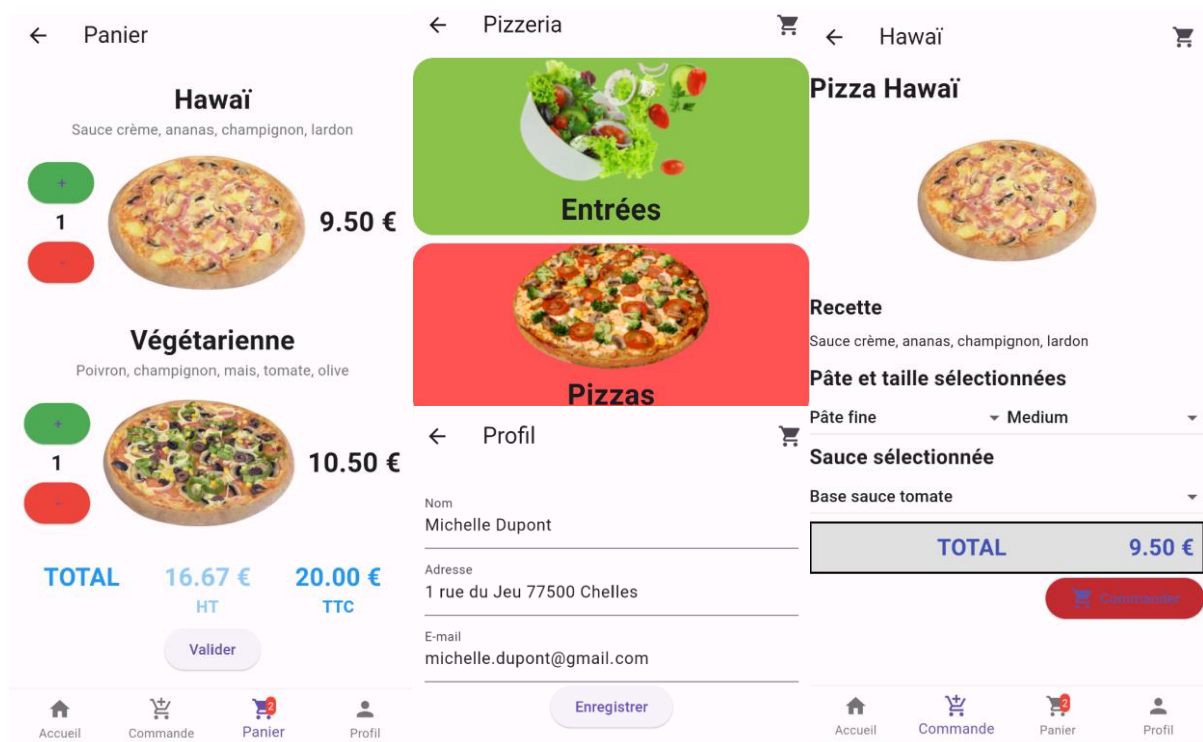 Panier
Hawaï
Sauce crème, ananas, champignon, lardon
+
1
-
9.50 €
Végétarienne
Poivron, champignon, mais, tomate, olive
+
1
-
10.50 €
TOTAL 16.67 € 20.00 €
HT TTC
Valider
Accueil Commande 2 Panier Profil
Pizzeria
Entrées
Pizzas
Profil
Nom
Michelle Dupont
Adresse
1 rue du Jeu 77500 Chelles
E-mail
michelle.dupont@gmail.com
Enregistrer
Hawaï
Pizza Hawaï
Recette
Sauce crème, ananas, champignon, lardon
Pâte et taille sélectionnées
Pâte fine Medium
Sauce sélectionnée
Base sauce tomate
TOTAL 9.50 €
Commander
Accueil Commande 2 Panier Profil